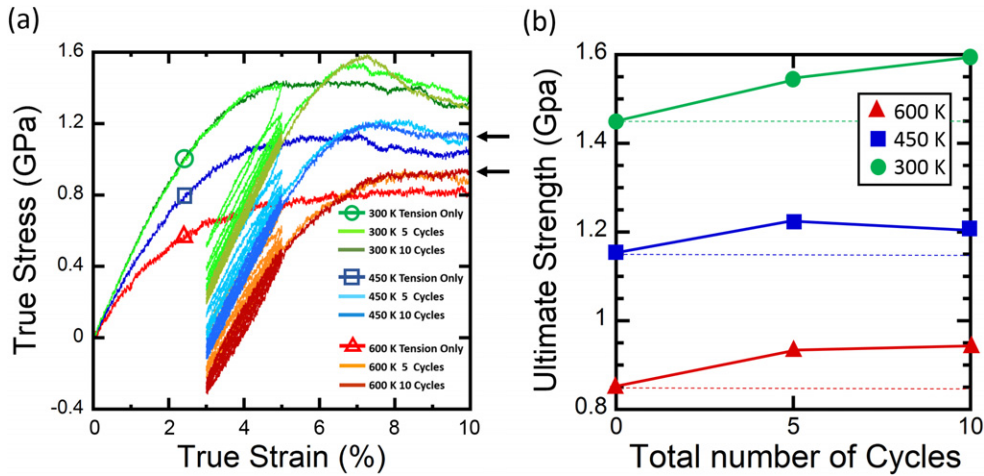 (a)
True Stress (GPa)
1.6
1.2
0.8
0.4
0
-0.4
0
2
4
6
8
10
True Strain (%)
300 K Tension Only
300 K 5 Cycles
300 K 10 Cycles
450 K Tension Only
450 K 5 Cycles
450 K 10 Cycles
600 K Tension Only
600 K 5 Cycles
600 K 10 Cycles
(b)
Ultimate Strength (Gpa)
1.6
1.4
1.2
1
0.8
0
5
10
Total number of Cycles
600 K
450 K
300 K